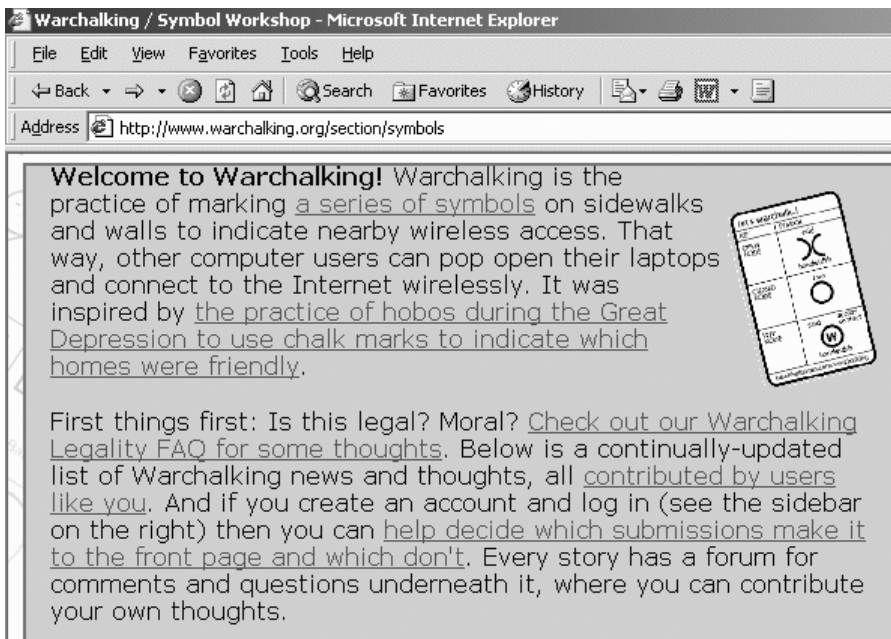 Warchalking / Symbol Workshop - Microsoft Internet Explorer
File Edit View Favorites Tools Help
Back Search Favorites History
Address http://www.warchalking.org/section/symbols
Welcome to Warchalking! Warchalking is the
practice of marking a series of symbols on sidewalks
and walls to indicate nearby wireless access. That
way, other computer users can pop open their laptops
and connect to the Internet wirelessly. It was
inspired by the practice of hobos during the Great
Depression to use chalk marks to indicate which
homes were friendly.
let's warchalk..!
W
First things first: Is this legal? Moral? Check out our Warchalking
Legality FAQ for some thoughts. Below is a continually-updated
list of Warchalking news and thoughts, all contributed by users
like you. And if you create an account and log in (see the sidebar
on the right) then you can help decide which submissions make it
to the front page and which don't. Every story has a forum for
comments and questions underneath it, where you can contribute
your own thoughts.